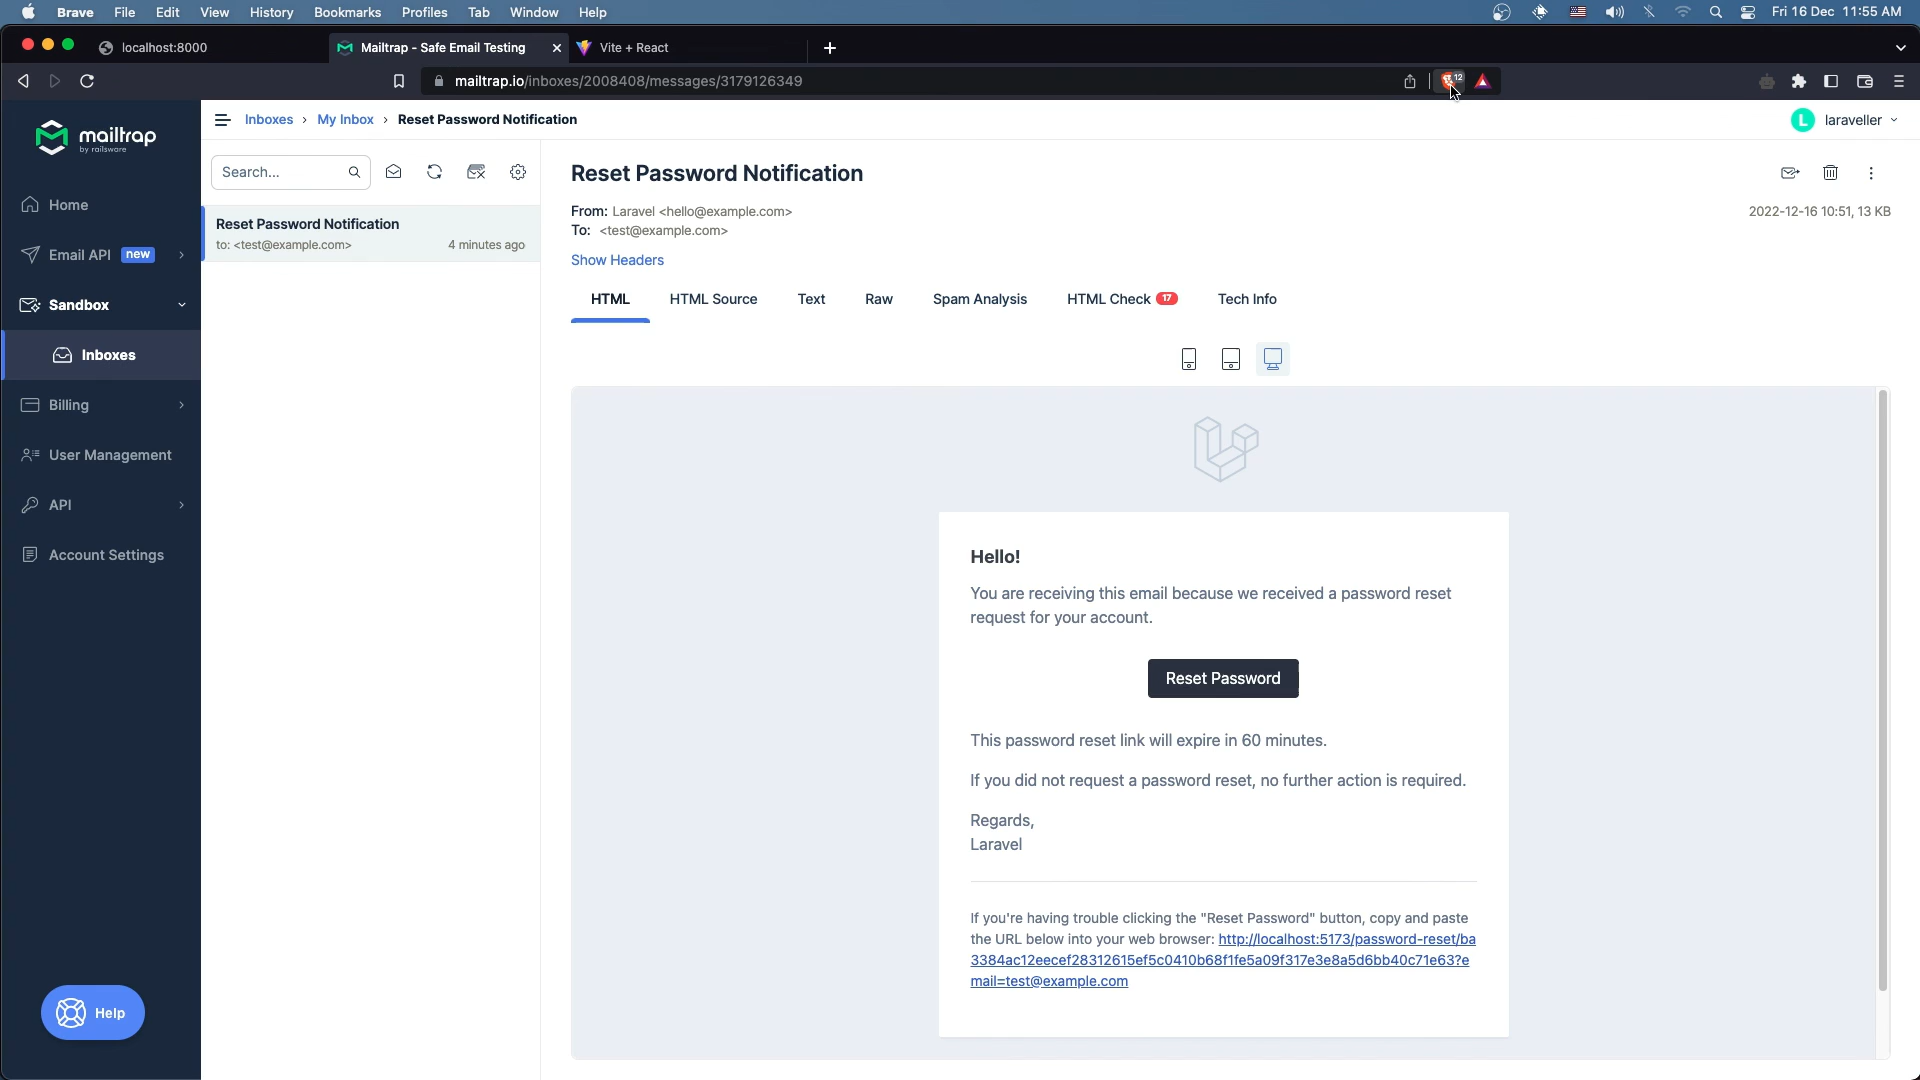 Brave File Edit View History Bookmarks Profiles Tab Window Help Fri 16 Dec 11:55 AM
localhost:8000 Mailtrap - Safe Email Testing Vite + React
mailtrap.io/inboxes/2008408/messages/3179126349 12
mailtrap
by railsware
Inboxes › My Inbox › Reset Password Notification
L laraveller
Home
Email API new
Sandbox
Inboxes
Billing
User Management
API
Account Settings
Help
Search...
Reset Password Notification
to: <test@example.com> 4 minutes ago
Reset Password Notification
From: Laravel <hello@example.com> 2022-12-16 10:51, 13 KB
To: <test@example.com>
Show Headers
HTML HTML Source Text Raw Spam Analysis HTML Check 17 Tech Info
Hello!
You are receiving this email because we received a password reset
request for your account.
Reset Password
This password reset link will expire in 60 minutes.
If you did not request a password reset, no further action is required.
Regards,
Laravel
If you're having trouble clicking the "Reset Password" button, copy and paste
the URL below into your web browser: http://localhost:5173/password-reset/ba
3384ac12eecef28312615ef5c0410b68f1fe5a09f317e3e8a5d6bb40c71e63?e
mail=test@example.com